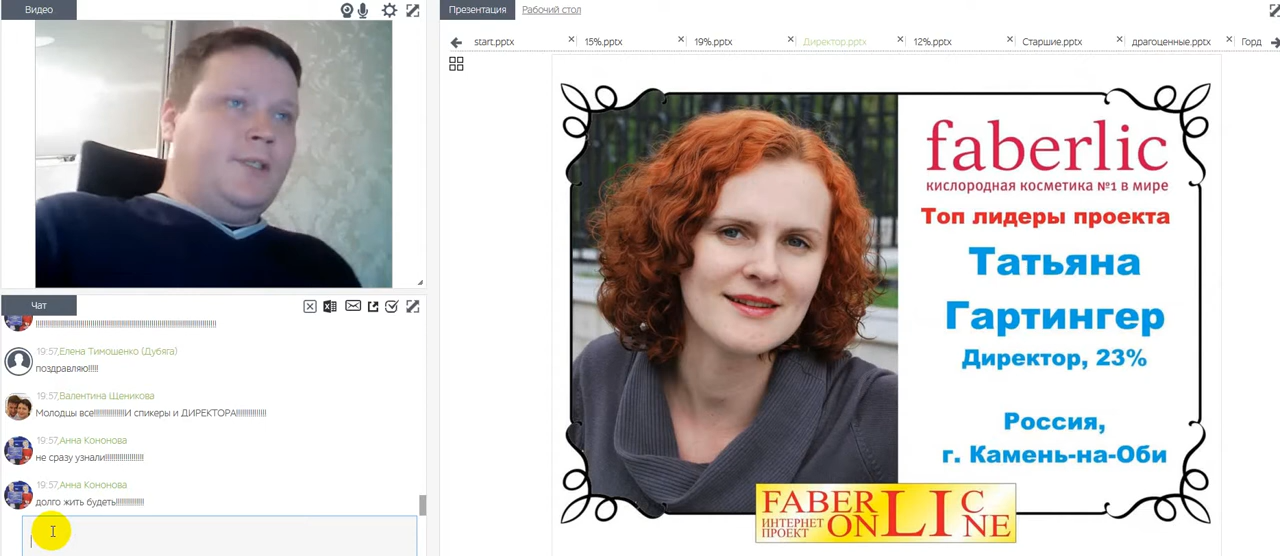 Видео
Презентация
Рабочий стол
start.pptx
15%.pptx
19%.pptx
Директор.pptx
12%.pptx
Старшие.pptx
драгоценные.pptx
Горд
faberlic
кислородная косметика №1 в мире
Топ лидеры проекта
Татьяна
Гартингер
Директор, 23%
Россия,
г. Камень-на-Оби
FABERLIC
ИНТЕРНЕТ ПРОЕКТ
ONLINE
Чат
19:57,Елена Тимошенко (Дубяга)
поздравляю!!!!!
19:57,Валентина Щеникова
Молодцы все!!!!!!!!!!!!!!!И спикеры и ДИРЕКТОРА!!!!!!!!!!!!!!!
19:57,Анна Кононова
не сразу узнали!!!!!!!!!!!!!!!!!!!
19:57,Анна Кононова
долго жить будеть!!!!!!!!!!!!!!